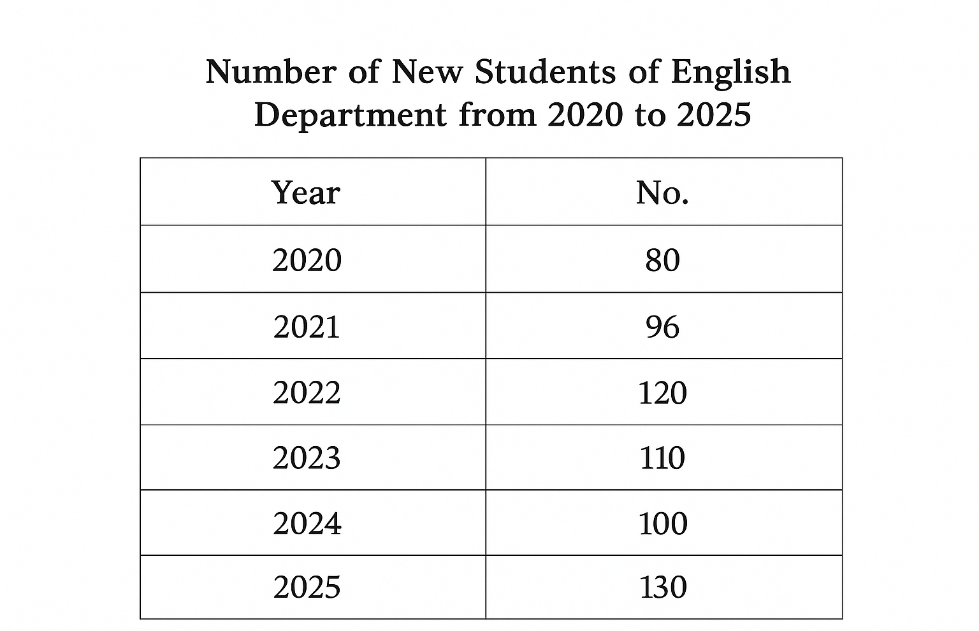 Number of New Students of English
Department from 2020 to 2025
Year No.
2020 80
2021 96
2022 120
2023 110
2024 100
2025 130